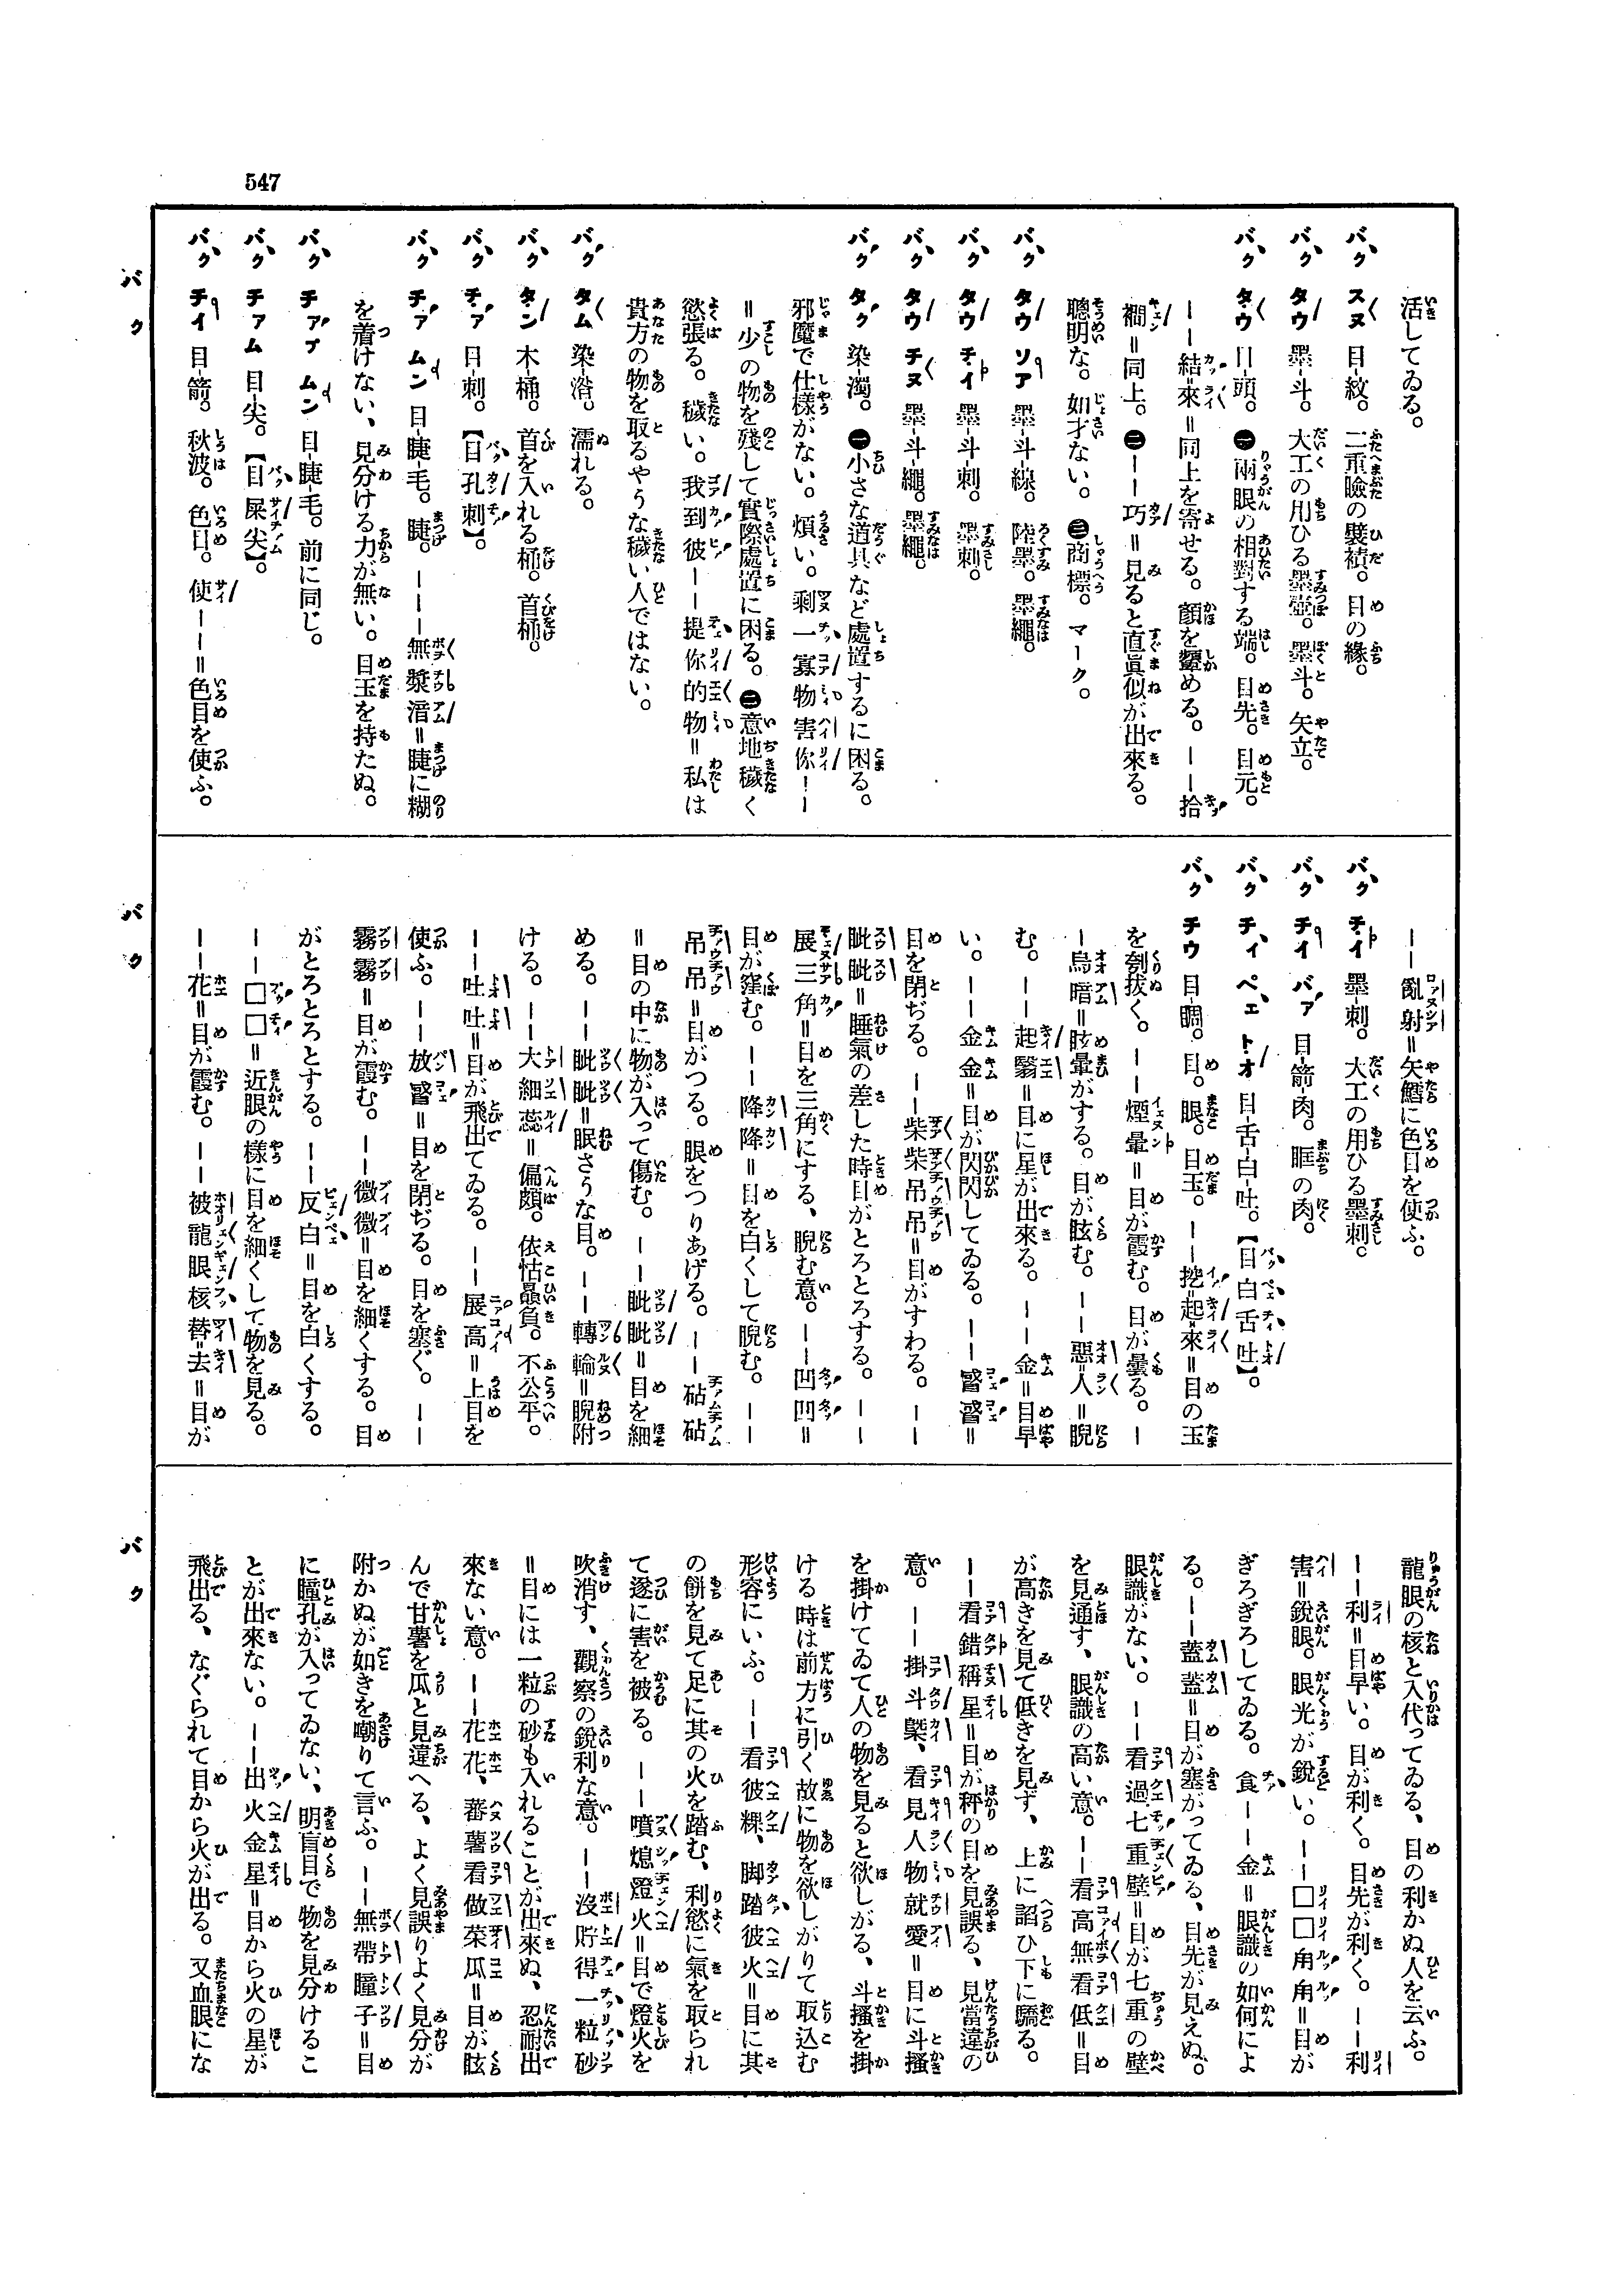 547
活してゐる。
バク スヌ 目-紋。二重瞼の襞襀。目の緣。
バク タウ 墨-斗。大工の用ひる墨壺。墨斗。矢立。
バク タウ 目-頭。㊀兩眼の相對する端。目先。目元。
――結-來＝同上を寄せる。顏を顰める。――拾
襇＝同上。㊁――巧＝見ると直眞似が出來る。
聰明な。如才ない。㊂商標。マーク。
バク タウ ソア 墨-斗-線。陸墨。墨繩。
バク タウ チイ 墨-斗-刺。墨刺。
バク タウ チヌ 墨-斗-繩。墨繩。
バク タク 染-濁。㊀小さな道具など處置するに困る。
邪魔で仕樣がない。煩い。剩一寡物害你！―
＝少の物を殘して實際處置に困る。㊁意地穢く
慾張る。穢い。我到彼――提你的物＝私は
貴方の物を取るやうな穢い人ではない。
バク タム 染-澘。濡れる。
バク タン 木-桶。首を入れる桶。首桶。
バク チァ 目-刺。【目孔刺】。
バク チァ ムン 目-睫-毛。睫。―――無漿湆＝睫に糊
を着けない、見分ける力が無い。目玉を持たぬ。
バク チァプ ムン 目-睫-毛。前に同じ。
バク チァム 目-尖。【目屎尖】。
バク チイ 目-箭。秋波。色目。使――＝色目を使ふ。
――亂射＝矢鱈に色目を使ふ。
バク チイ 墨-刺。大工の用ひる墨刺。
バク チイ バァ 目-箭-肉。眶の肉。
バク チィ ペェ トオ 目-舌-白-吐。【目白舌吐】。
バク チウ 目-睭。目。眼。目玉。――挖-起-來＝目の玉
を刳拔く。――煙暈＝目が霞む。目が曇る。―
―烏暗＝眩暈がする。目が眩む。――惡-人＝睨
む。――起翳＝目に星が出來る。――金＝目早
い。――金金＝目が閃閃してゐる。――瞖瞖＝
目を閉ぢる。――柴柴吊吊＝目がすわる。――
眦眦＝睡氣の差した時目がとろとろする。――
展三角＝目を三角にする、睨む意。――凹凹＝
目が窪む。――降降＝目を白くして睨む。――
吊吊＝目がつる。眼をつりあげる。――砧砧
＝目の中に物が入って傷む。――眦眦＝目を細
める。――眦眦＝眠さうな目。――轉輪＝睨附
ける。――大細蕊＝偏頗。依怙贔負。不公平。
――吐吐＝目が飛出てゐる。――展高＝上目を
使ふ。――放瞖＝目を閉ぢる。目を塞ぐ。――
霧霧＝目が霞む。――微微＝目を細くする。目
がとろとろとする。――反白＝目を白くする。
――□□＝近眼の樣に目を細くして物を見る。
――花＝目が霞む。――被龍眼核替-去＝目が
龍眼の核と入代ってゐる、目の利かぬ人を云ふ。
――利＝目早い。目が利く。目先が利く。――利
害＝銳眼。眼光が銳い。――□□角角＝目が
ぎろぎろしてゐる。食――金＝眼識の如何によ
る。――蓋蓋＝目が塞がってゐる、目先が見えぬ。
眼識がない。――看過七重壁＝目が七重の壁
を見通す、眼識の高い意。――看高無看低＝目
が高きを見て低きを見ず、上に諂ひ下に驕る。
――看錯稱星＝目が秤の目を見誤る、見當違の
意。――掛斗槩、看見人物就愛＝目に斗搔
を掛けてゐて人の物を見ると欲しがる、斗搔を掛
ける時は前方に引く故に物を欲しがりて取込む
形容にいふ。――看彼粿、脚踏彼火＝目に其
の餅を見て足に其の火を踏む、利慾に氣を取られ
て遂に害を被る。――噴熄燈火＝目で燈火を
吹消す、觀察の銳利な意。――沒貯得一粒砂
＝目には一粒の砂も入れることが出來ぬ、忍耐出
來ない意。――花花、蕃薯看做菜瓜＝目が眩
んで甘薯を瓜と見違へる、よく見誤りよく見分が
附かぬが如きを嘲りて言ふ。――無帶瞳子＝目
に瞳孔が入ってゐない、明盲目で物を見分けるこ
とが出來ない。――出火金星＝目から火の星が
飛出る、なぐられて目から火が出る。又血眼にな
バク
バク
バク